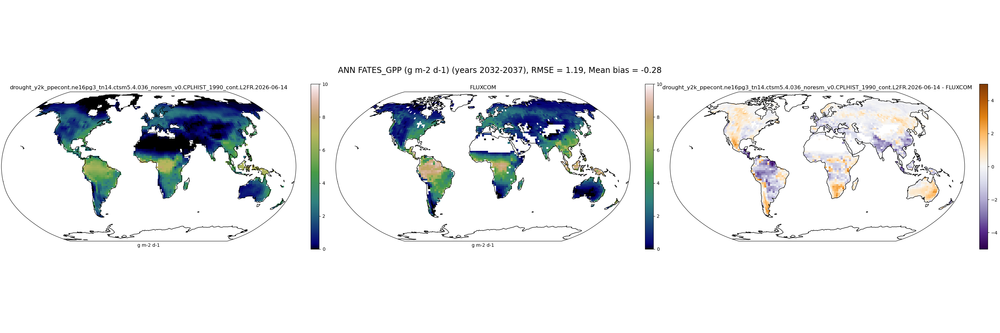 ANN FATES_GPP (g m-2 d-1) (years 2032-2037), RMSE = 1.19, Mean bias = -0.28
drought_y2k_ppecont.ne16pg3_tn14.ctsm5.4.036_noresm_v0.CPLHIST_1990_cont.L2FR.2026-06-14
10
8
6
4
2
0
g m-2 d-1
FLUXCOM
10
8
6
4
2
0
g m-2 d-1
drought_y2k_ppecont.ne16pg3_tn14.ctsm5.4.036_noresm_v0.CPLHIST_1990_cont.L2FR.2026-06-14 - FLUXCOM
4
2
0
−2
−4